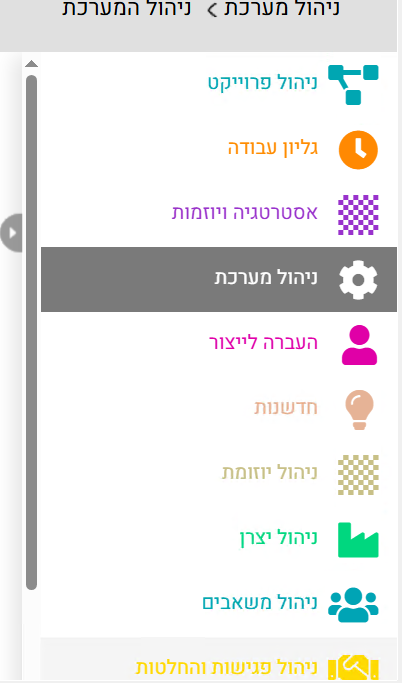 ניהול מערכת > ניהול המערכת
ניהול פרוייקט
גליון עבודה
אסטרטגיה ויוזמות
ניהול מערכת
העברה לייצור
חדשנות
ניהול יוזומת
ניהול יצרן
ניהול משאבים
ניהול פגישות והחלטות